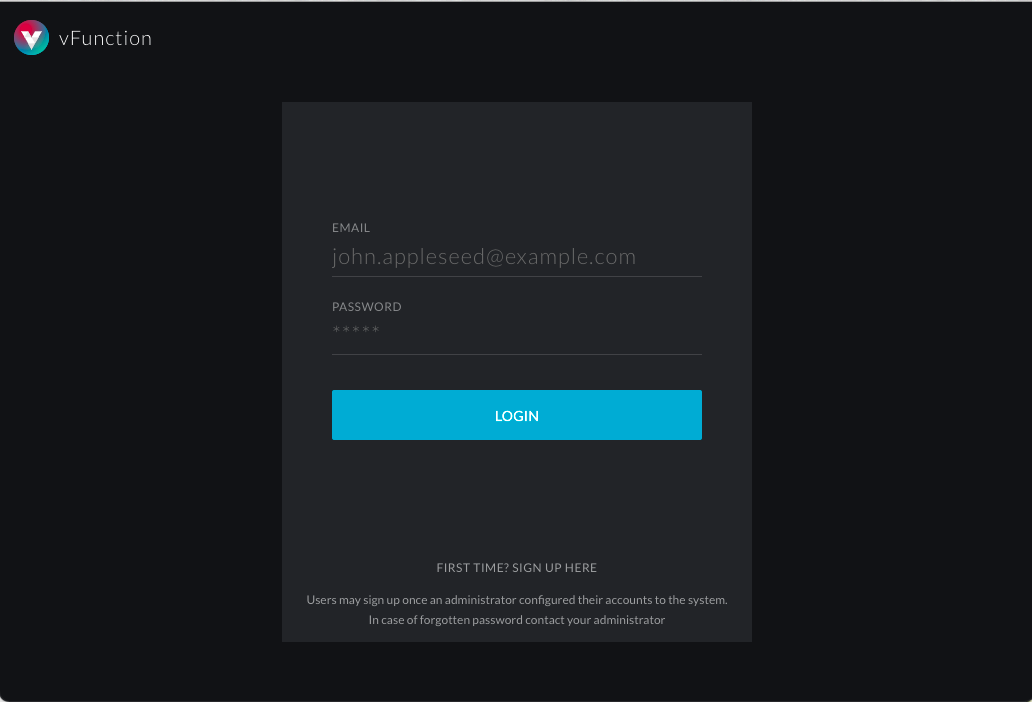 vFunction
EMAIL
john.appleseed@example.com
PASSWORD
*****
LOGIN
FIRST TIME? SIGN UP HERE
Users may sign up once an administrator configured their accounts to the system.
In case of forgotten password contact your administrator